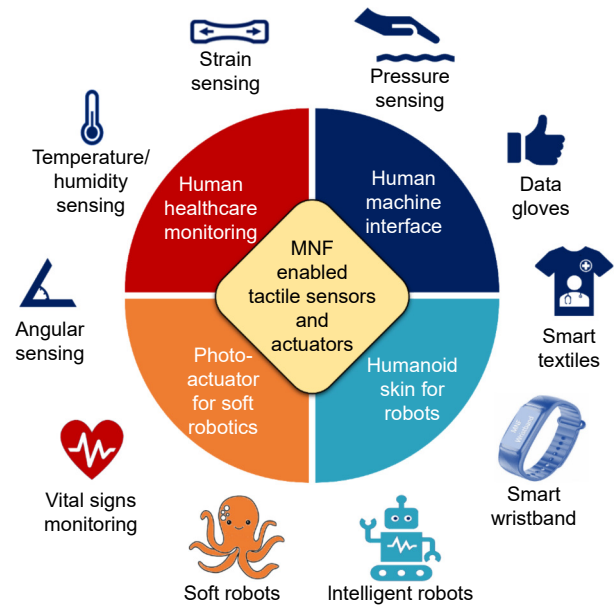 Strain
sensing
Pressure
sensing
Temperature/
humidity
sensing
Data
gloves
Human
healthcare
monitoring
Human
machine
interface
MNF
enabled
tactile sensors
and
actuators
Angular
sensing
Smart
textiles
Photo-
actuator
for soft
robotics
Humanoid
skin for
robots
Vital signs
monitoring
MNF
Wristband
Smart
wristband
Soft robots
Intelligent robots